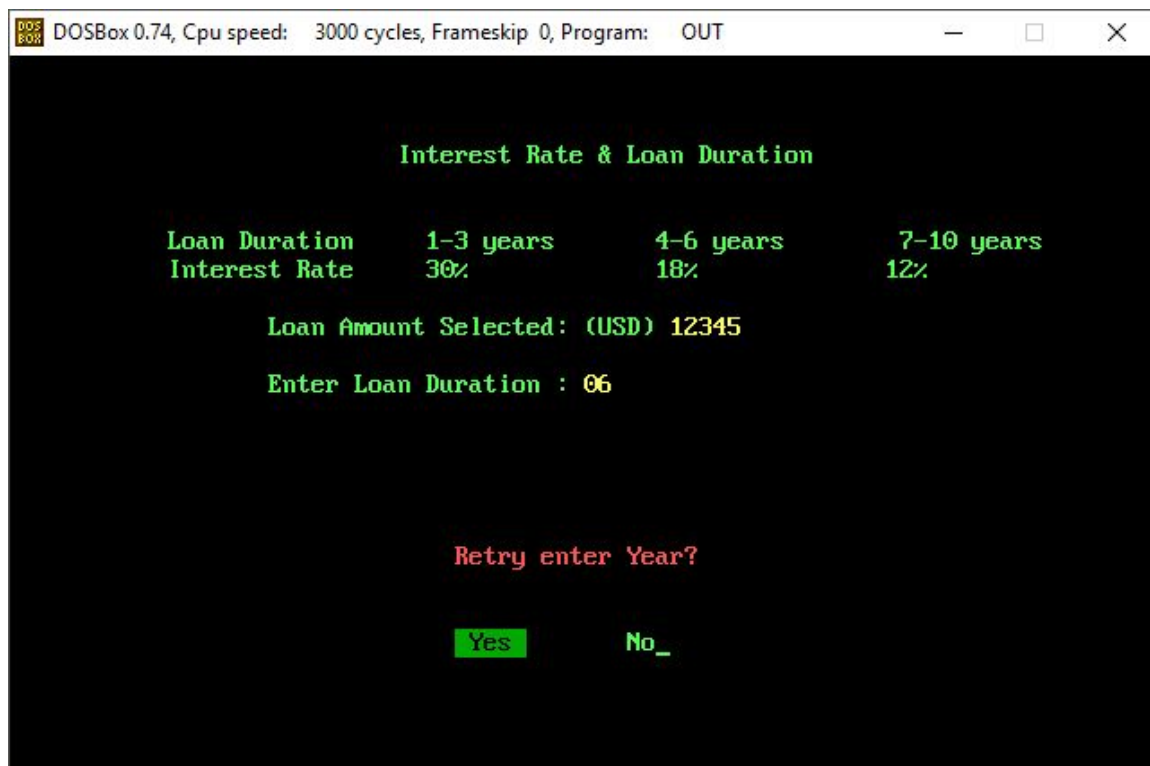 DOSBox 0.74, Cpu speed: 3000 cycles, Frameskip 0, Program: OUT
Interest Rate & Loan Duration
Loan Duration 1-3 years 4-6 years 7-10 years
Interest Rate 30% 18% 12%
Loan Amount Selected: (USD) 12345
Enter Loan Duration : 06
Retry enter Year?
Yes No_